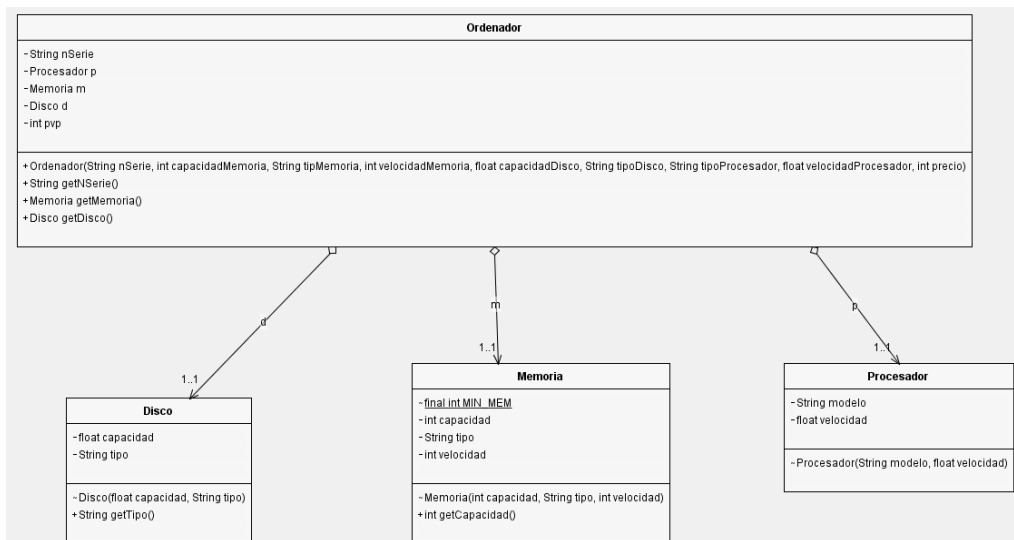 Ordenador
-String nSerie
-Procesador p
-Memoria m
-Disco d
-int pvp
+Ordenador(String nSerie, int capacidadMemoria, String tipMemoria, int velocidadMemoria, float capacidadDisco, String tipoDisco, String tipoProcesador, float velocidadProcesador, int precio)
+String getNSerie()
+Memoria getMemoria()
+Disco getDisco()
d
m
p
1..1
1..1
1..1
Disco
-float capacidad
-String tipo
~Disco(float capacidad, String tipo)
+String getTipo()
Memoria
~final int MIN_MEM
-int capacidad
-String tipo
-int velocidad
~Memoria(int capacidad, String tipo, int velocidad)
+int getCapacidad()
Procesador
-String modelo
-float velocidad
~Procesador(String modelo, float velocidad)